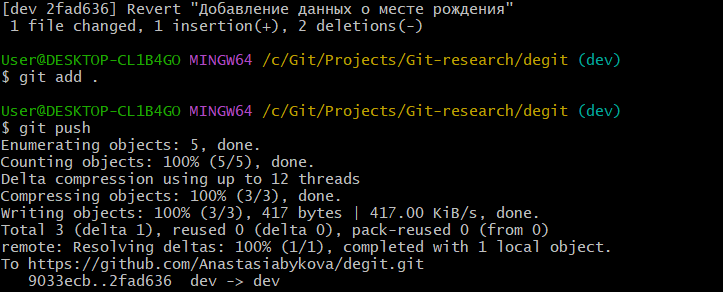 [dev 2fad636] Revert "Добавление данных о месте рождения"
1 file changed, 1 insertion(+), 2 deletions(-)
User@DESKTOP-CL1B4GO MINGW64 /c/Git/Projects/Git-research/degit (dev)
$ git add .
User@DESKTOP-CL1B4GO MINGW64 /c/Git/Projects/Git-research/degit (dev)
$ git push
Enumerating objects: 5, done.
Counting objects: 100% (5/5), done.
Delta compression using up to 12 threads
Compressing objects: 100% (3/3), done.
Writing objects: 100% (3/3), 417 bytes | 417.00 KiB/s, done.
Total 3 (delta 1), reused 0 (delta 0), pack-reused 0 (from 0)
remote: Resolving deltas: 100% (1/1), completed with 1 local object.
To https://github.com/Anastasiabykova/degit.git
9033ecb..2fad636  dev -> dev